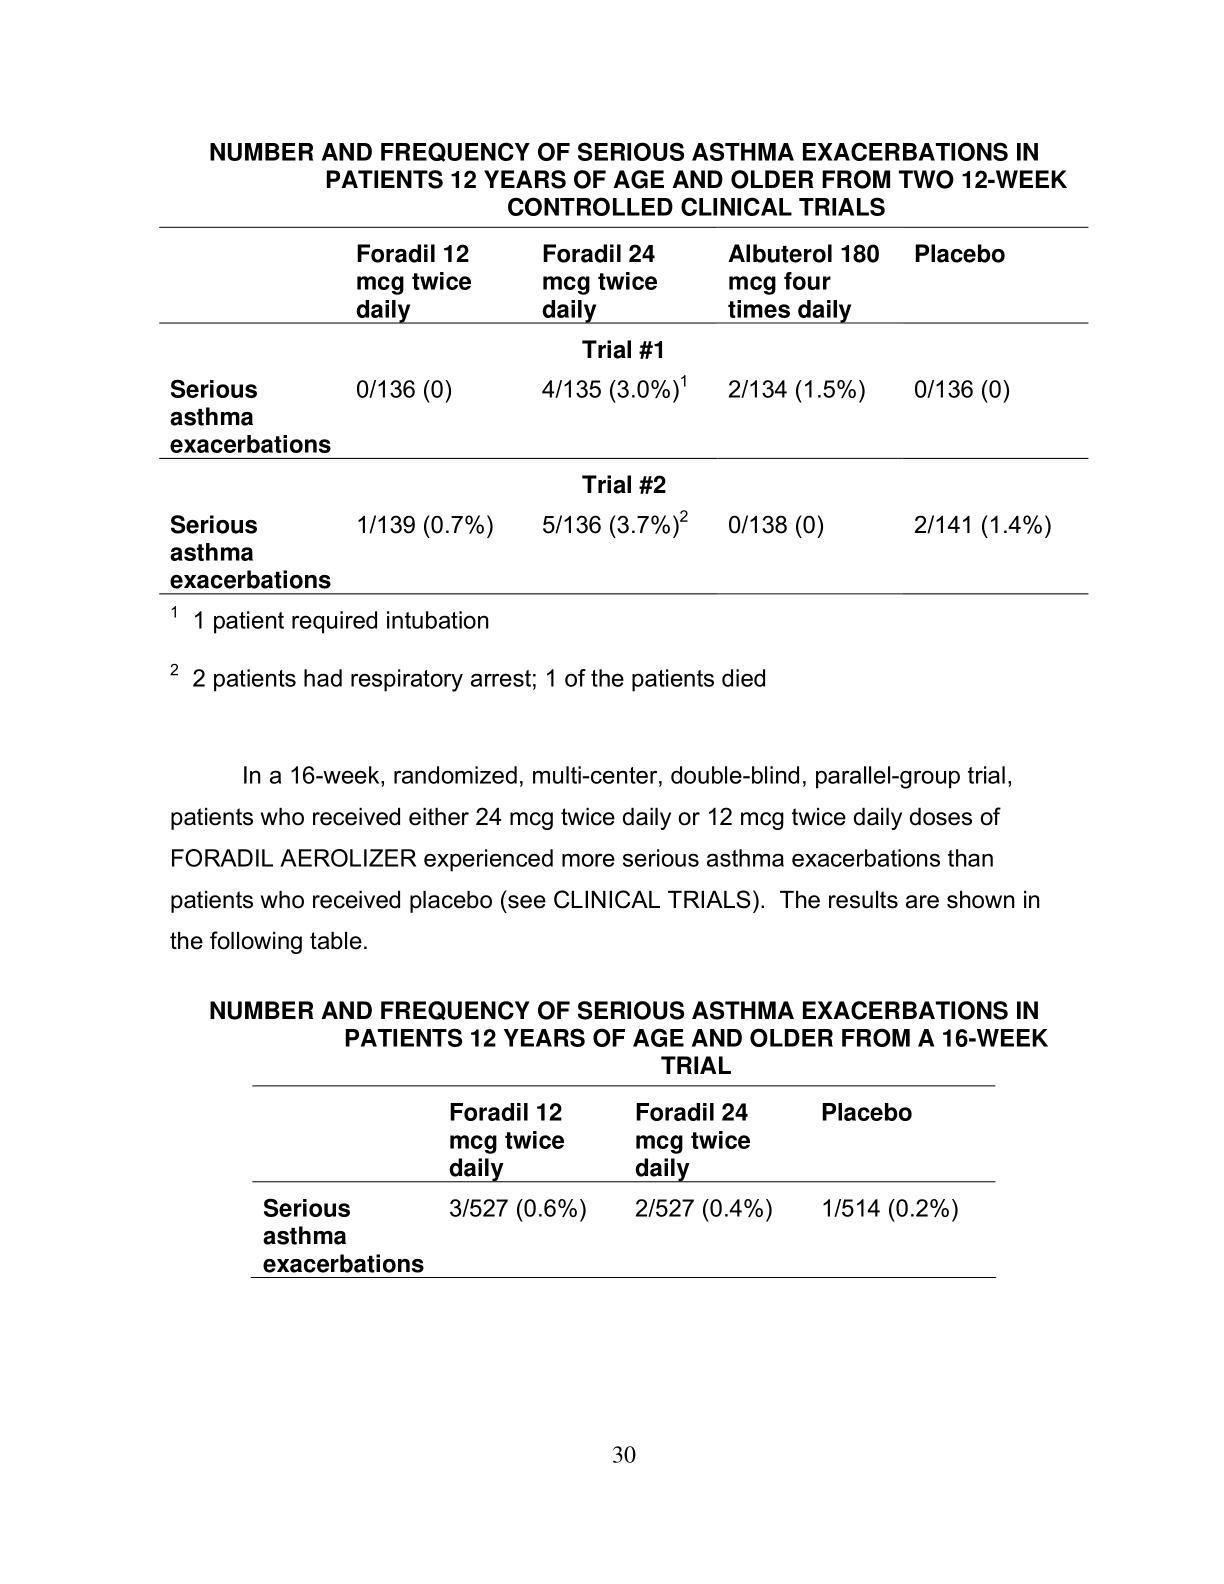 NUMBER AND FREQUENCY OF SERIOUS ASTHMA EXACERBATIONS IN
PATIENTS 12 YEARS OF AGE AND OLDER FROM TWO 12-WEEK
CONTROLLED CLINICAL TRIALS
Foradil 12 Foradil 24 Albuterol 180 Placebo
mcg twice mcg twice mcg four
daily daily times daily
Trial #1
Serious 0/136 (0) 4/135 (3.0%)¹ 2/134 (1.5%) 0/136 (0)
asthma
exacerbations
Trial #2
Serious 1/139 (0.7%) 5/136 (3.7%)² 0/138 (0) 2/141 (1.4%)
asthma
exacerbations
¹ 1 patient required intubation
² 2 patients had respiratory arrest; 1 of the patients died
In a 16-week, randomized, multi-center, double-blind, parallel-group trial,
patients who received either 24 mcg twice daily or 12 mcg twice daily doses of
FORADIL AEROLIZER experienced more serious asthma exacerbations than
patients who received placebo (see CLINICAL TRIALS). The results are shown in
the following table.
NUMBER AND FREQUENCY OF SERIOUS ASTHMA EXACERBATIONS IN
PATIENTS 12 YEARS OF AGE AND OLDER FROM A 16-WEEK
TRIAL
Foradil 12 Foradil 24 Placebo
mcg twice mcg twice
daily daily
Serious 3/527 (0.6%) 2/527 (0.4%) 1/514 (0.2%)
asthma
exacerbations
30